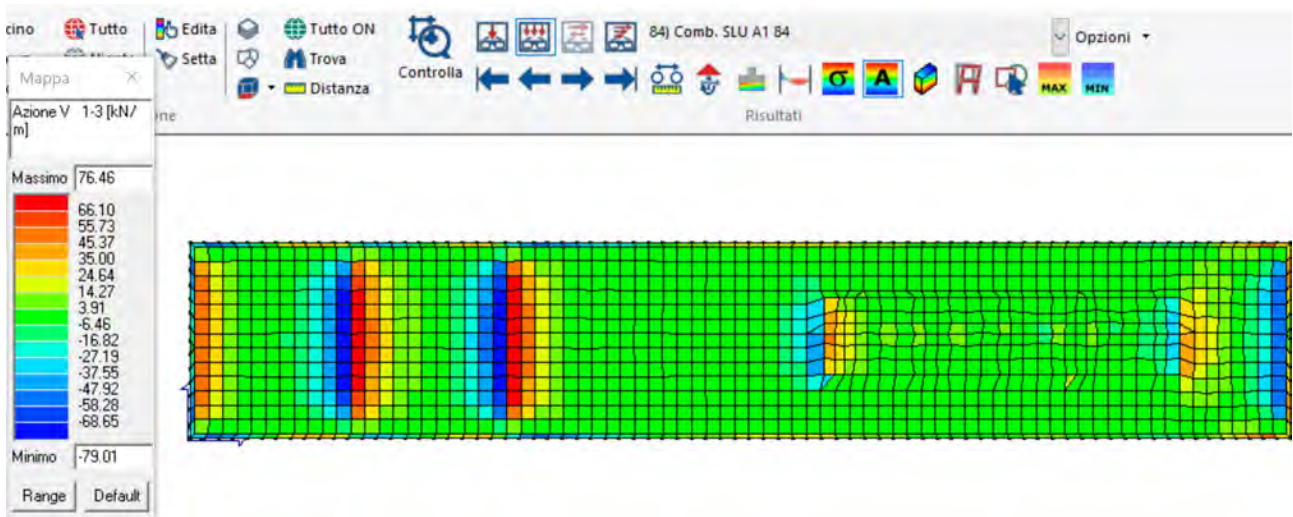 cino
Tutto
Edita
Tutto ON
84) Comb. SLU A1 84
Opzioni
Setta
Trova
Mappa
Controlla
Distanza
Azione V 1-3 [kN/
m]
ne
Risultati
σ
A
MAX
MIN
Massimo 76.46
66.10
55.73
45.37
35.00
24.64
14.27
3.91
-6.46
-16.82
-27.19
-37.55
-47.92
-58.28
-68.65
Minimo -79.01
Range Default